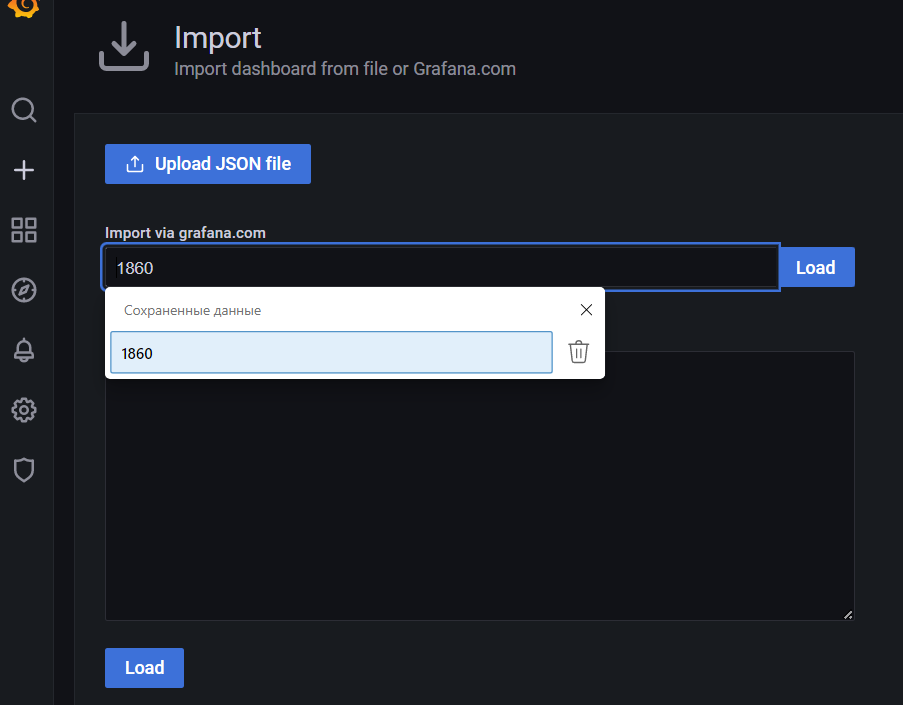 Import
Import dashboard from file or Grafana.com
Upload JSON file
Import via grafana.com
1860
Load
Сохраненные данные
1860
Load